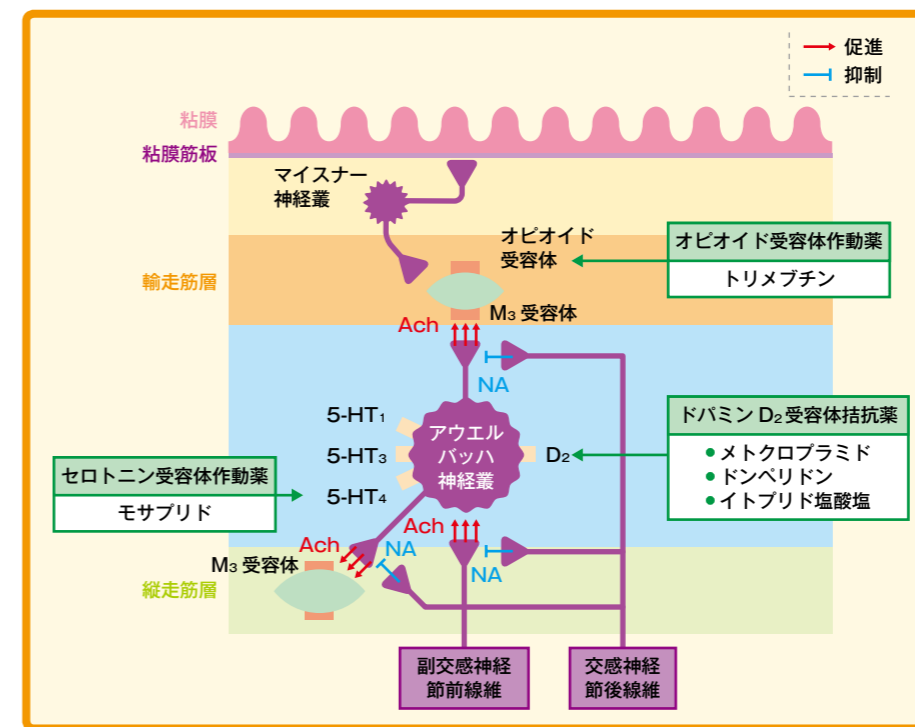 促進
抑制
粘膜
粘膜筋板
マイスナー
神経叢
オピオイド
受容体
オピオイド受容体作動薬
トリメブチン
輪走筋層
M₃ 受容体
Ach
NA
5-HT₁
5-HT₃
5-HT₄
アウエル
バッハ
神経叢
D₂
ドパミン D₂ 受容体拮抗薬
● メトクロプラミド
● ドンペリドン
● イトプリド塩酸塩
セロトニン受容体作動薬
モサプリド
Ach
Ach
NA
NA
M₃ 受容体
縦走筋層
副交感神経
節前線維
交感神経
節後線維